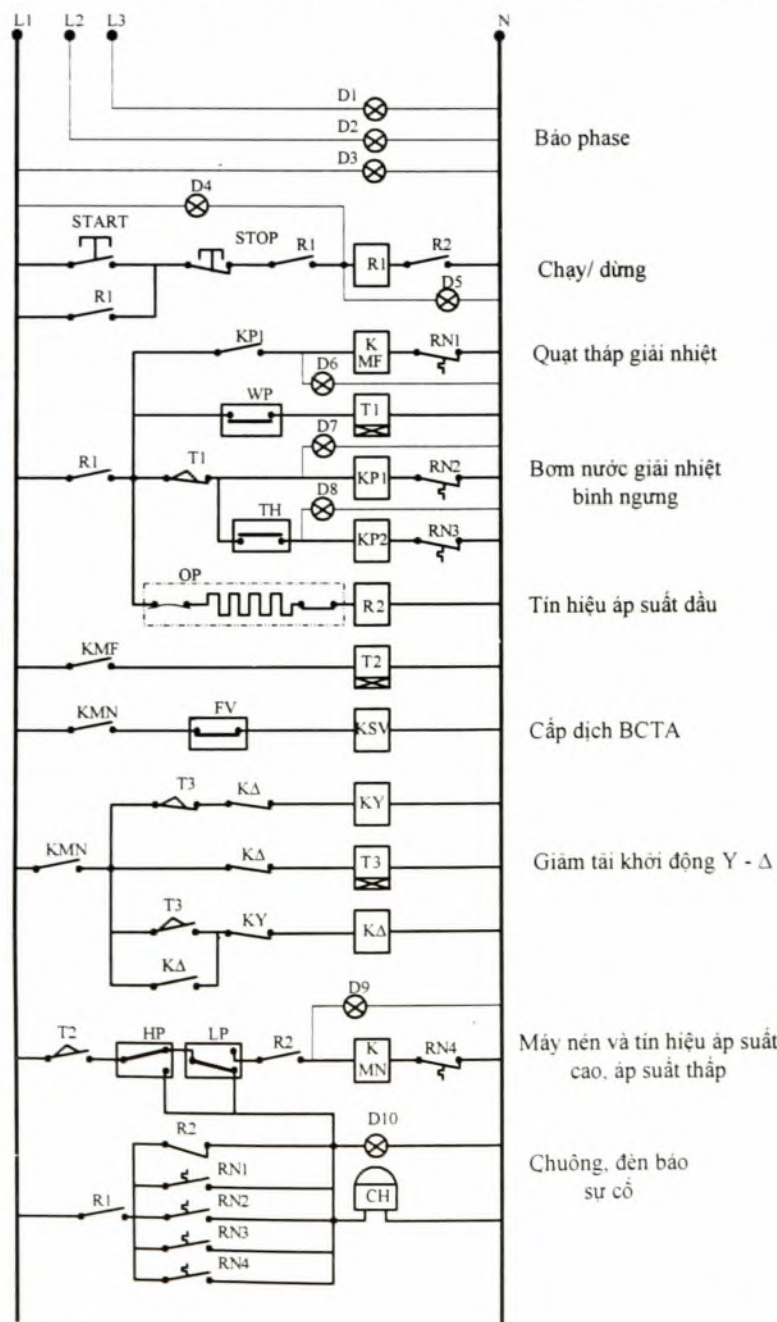 L1 L2 L3 N
D1
D2
Báo phase
D3
D4
START
STOP R1 R2
R1
Chạy/ dừng
D5
R1
KP1 K MF RN1
Quạt tháp giải nhiệt
D6
WP T1
D7
R1 T1 KP1 RN2
Bơm nước giải nhiệt
bình ngưng
D8
TH KP2 RN3
OP
R2
Tín hiệu áp suất dầu
KMF T2
KMN FV KSV
Cấp dịch BCTA
T3 KΔ KY
KMN KΔ T3
Giảm tải khởi động Y - Δ
T3 KY KΔ
KΔ
D9
T2 HP LP R2 K MN RN4
Máy nén và tín hiệu áp suất
cao, áp suất thấp
D10
R2
RN1
Chuông, đèn báo
sự cố
CH
R1 RN2
RN3
RN4